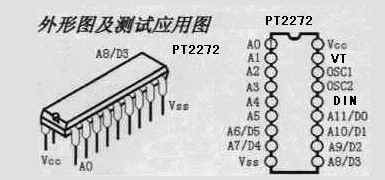 外形图及测试应用图
PT2272
A8/D3
Vss
Vcc
A0
PT2272
A0 Vcc
A1 VT
A2 OSC1
A3 OSC2
A4 DIN
A5 A11/D0
A6/D5 A10/D1
A7/D4 A9/D2
Vss A8/D3